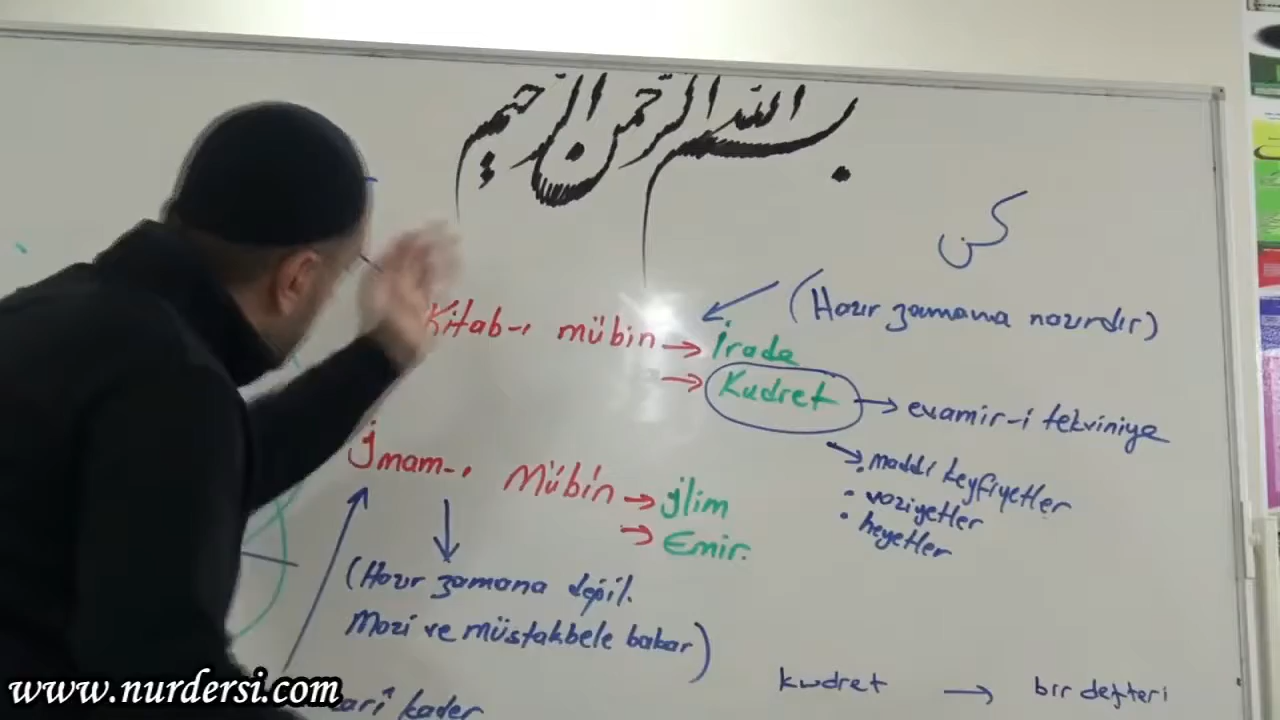 بسم الله الرحمن الرحيم
كن
(Hazır zamana nazırdır)
Kitab-ı mübin → İrade
→ Kudret → evamir-i tekviniye
→ maddi keyfiyetler
• vaziyetler
• heyetler
İmam-ı Mübin → İlim
→ Emir.
(Hazır zamana değil.
Mazi ve müstakbele bakar)
kader
kudret → bir defteri
www.nurdersi.com